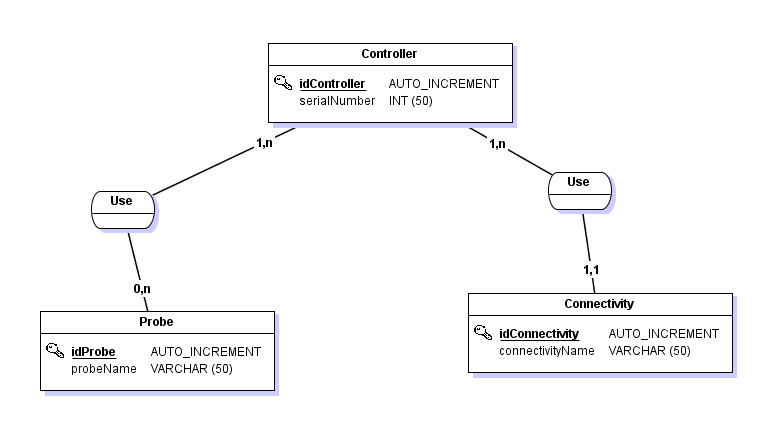 Controller
idController AUTO_INCREMENT
serialNumber INT (50)
1,n
1,n
Use
Use
0,n
1,1
Probe
idProbe AUTO_INCREMENT
probeName VARCHAR (50)
Connectivity
idConnectivity AUTO_INCREMENT
connectivityName VARCHAR (50)